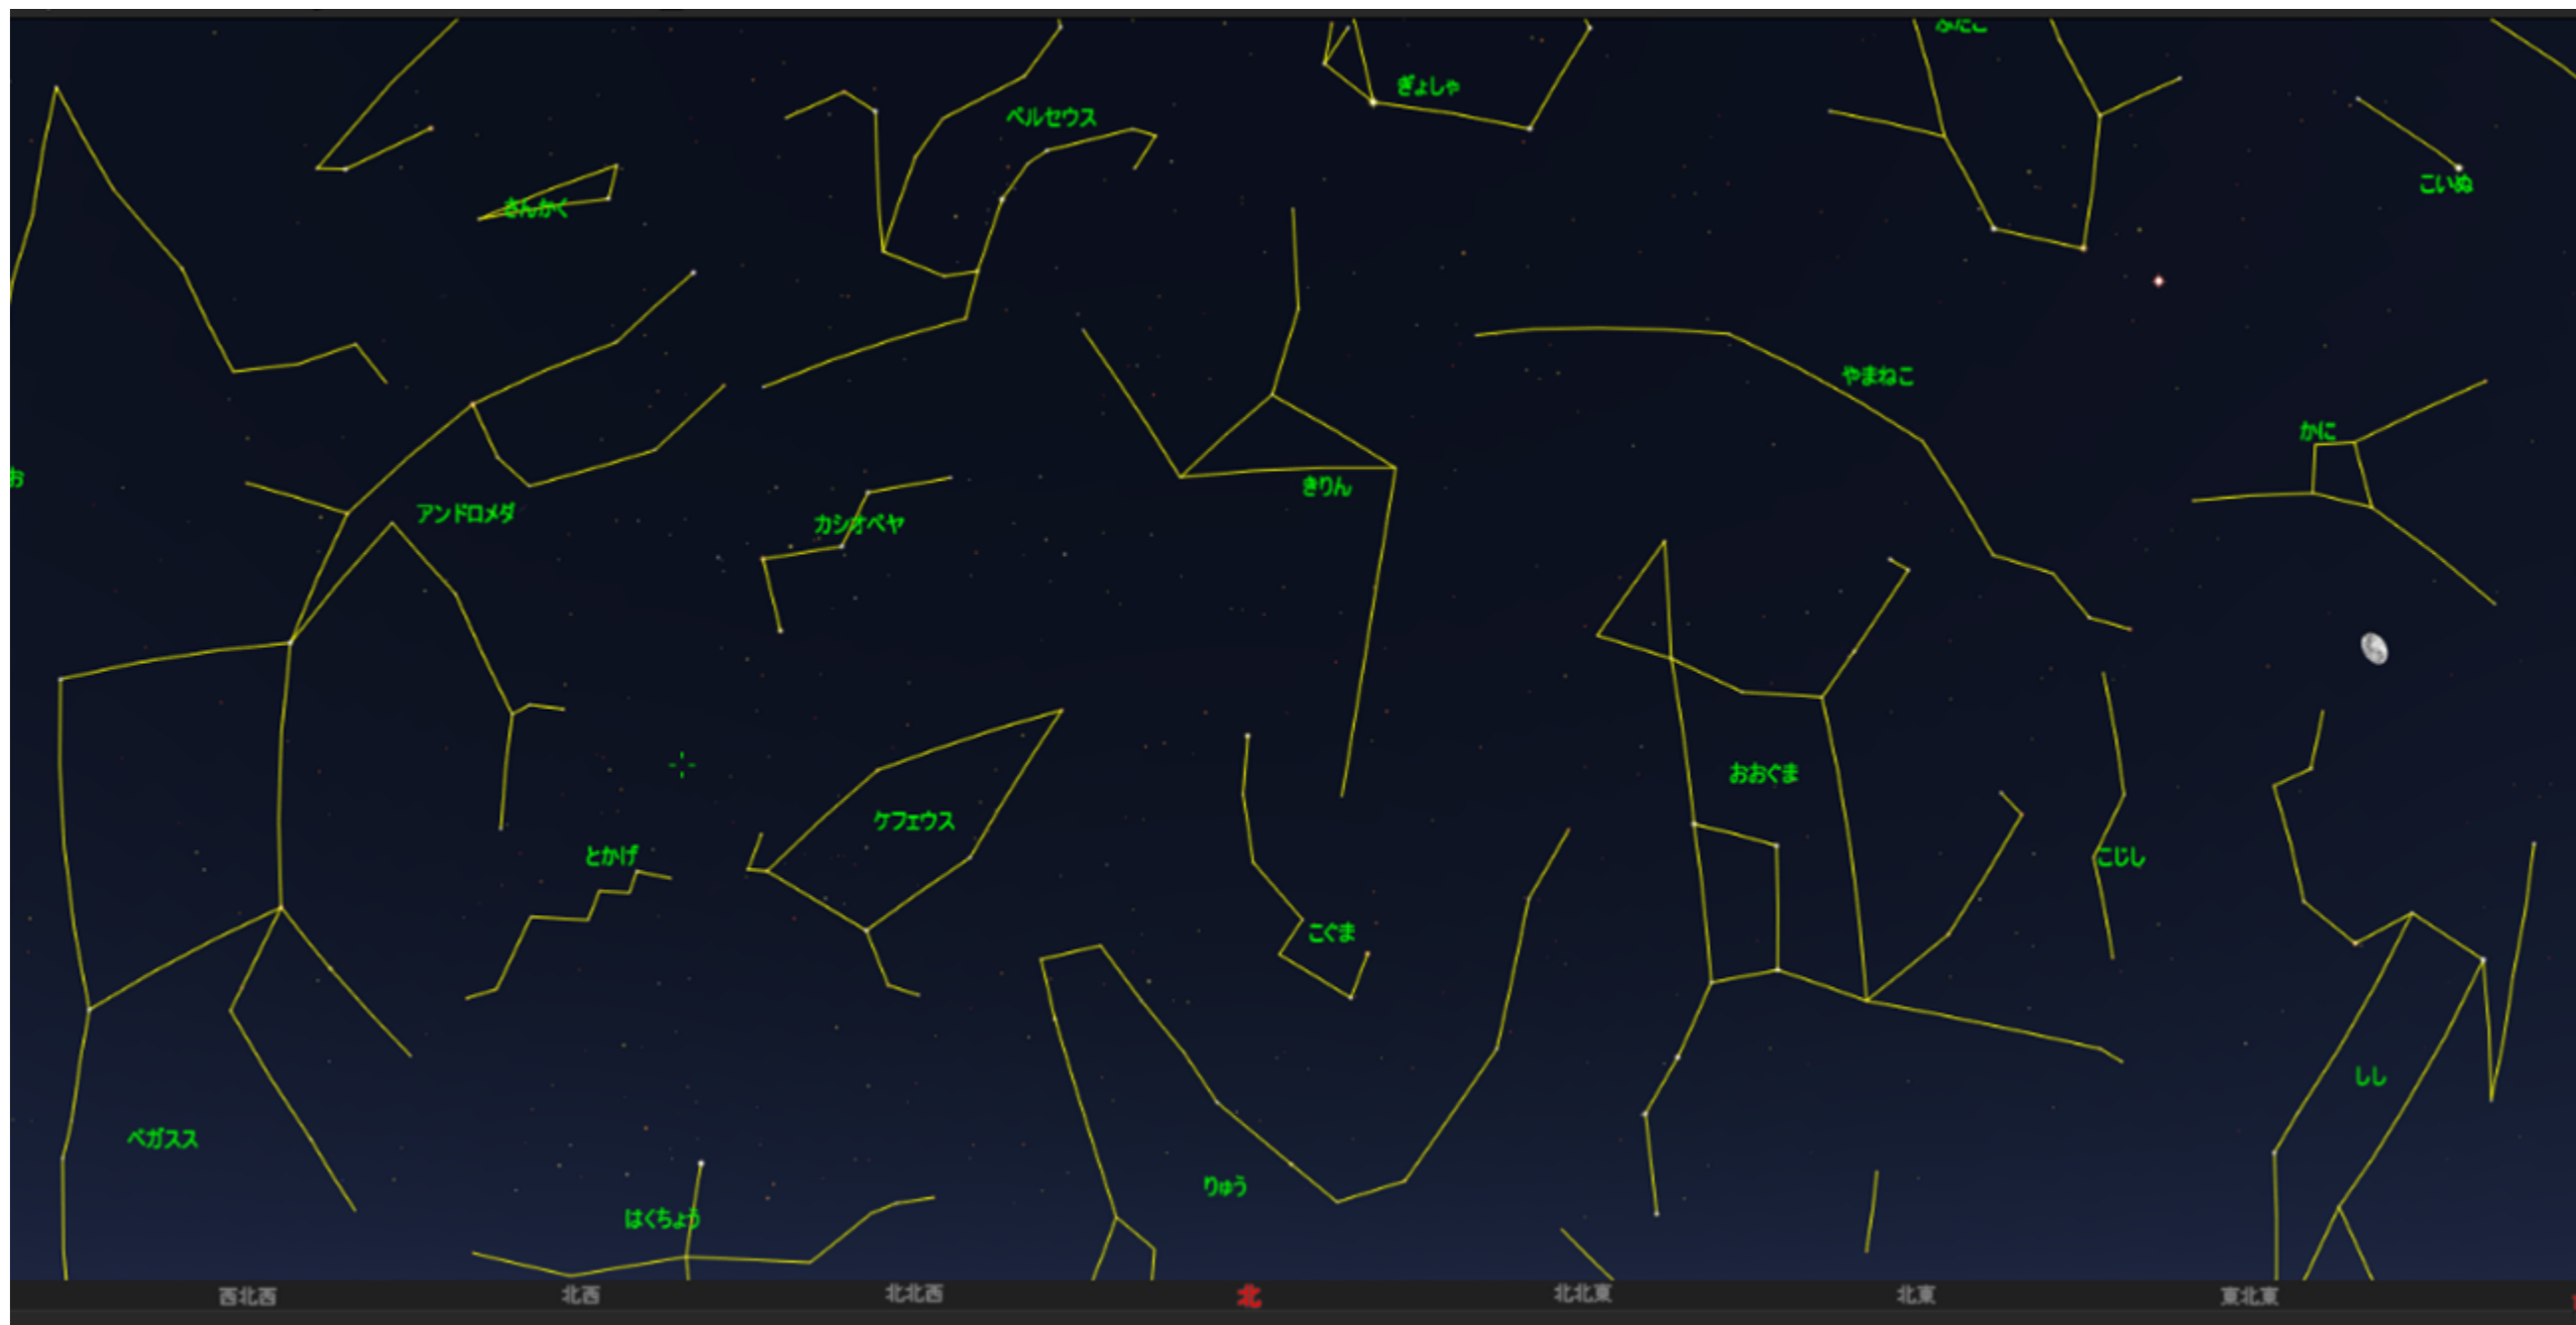 ふたご
ぎょしゃ
ペルセウス
こいぬ
さんかく
やまねこ
かに
お
きりん
アンドロメダ
カシオペヤ
おおぐま
ケフェウス
とかげ
こじし
こぐま
しし
ペガスス
りゅう
はくちょう
西北西 北西 北北西 北 北北東 北東 東北東